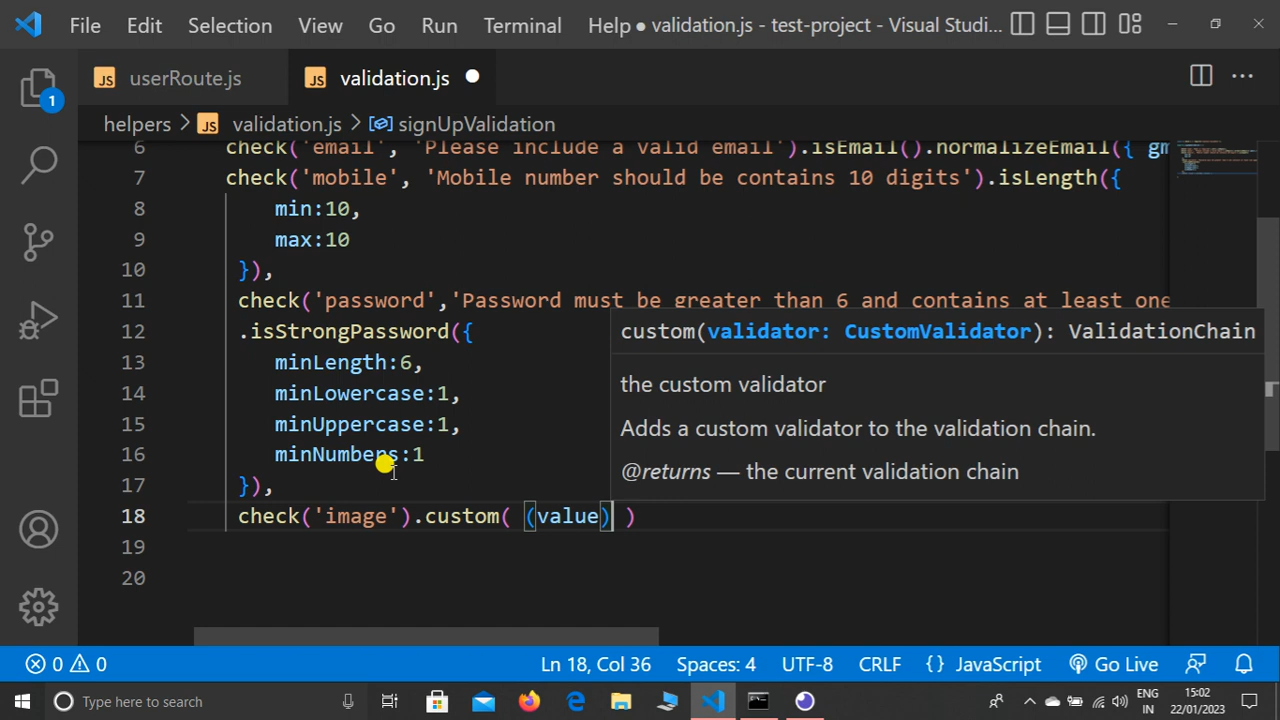 File Edit View Go Run Terminal Help ● validation.js - test-project - Visual Studi...
JS userRoute.js JS validation.js
1
helpers > JS validation.js > signUpValidation
6 check('email', 'Please include a valid email').isEmail().normalizeEmail({ gm
7 check('mobile', 'Mobile number should be contains 10 digits').isLength({
8 min:10,
9 max:10
10 }),
11 check('password','Password must be greater than 6 and contains at least one
12 .isStrongPassword({
custom(validator: CustomValidator): ValidationChain
13 minLength:6,
the custom validator
14 minLowercase:1,
15 minUppercase:1,
Adds a custom validator to the validation chain.
16 minNumbers:1
@returns — the current validation chain
17 }),
18 check('image').custom( (value) )
19
20
0 0 Ln 18, Col 36 Spaces: 4 UTF-8 CRLF {} JavaScript Go Live
Type here to search ENG IN 15:02 22/01/2023